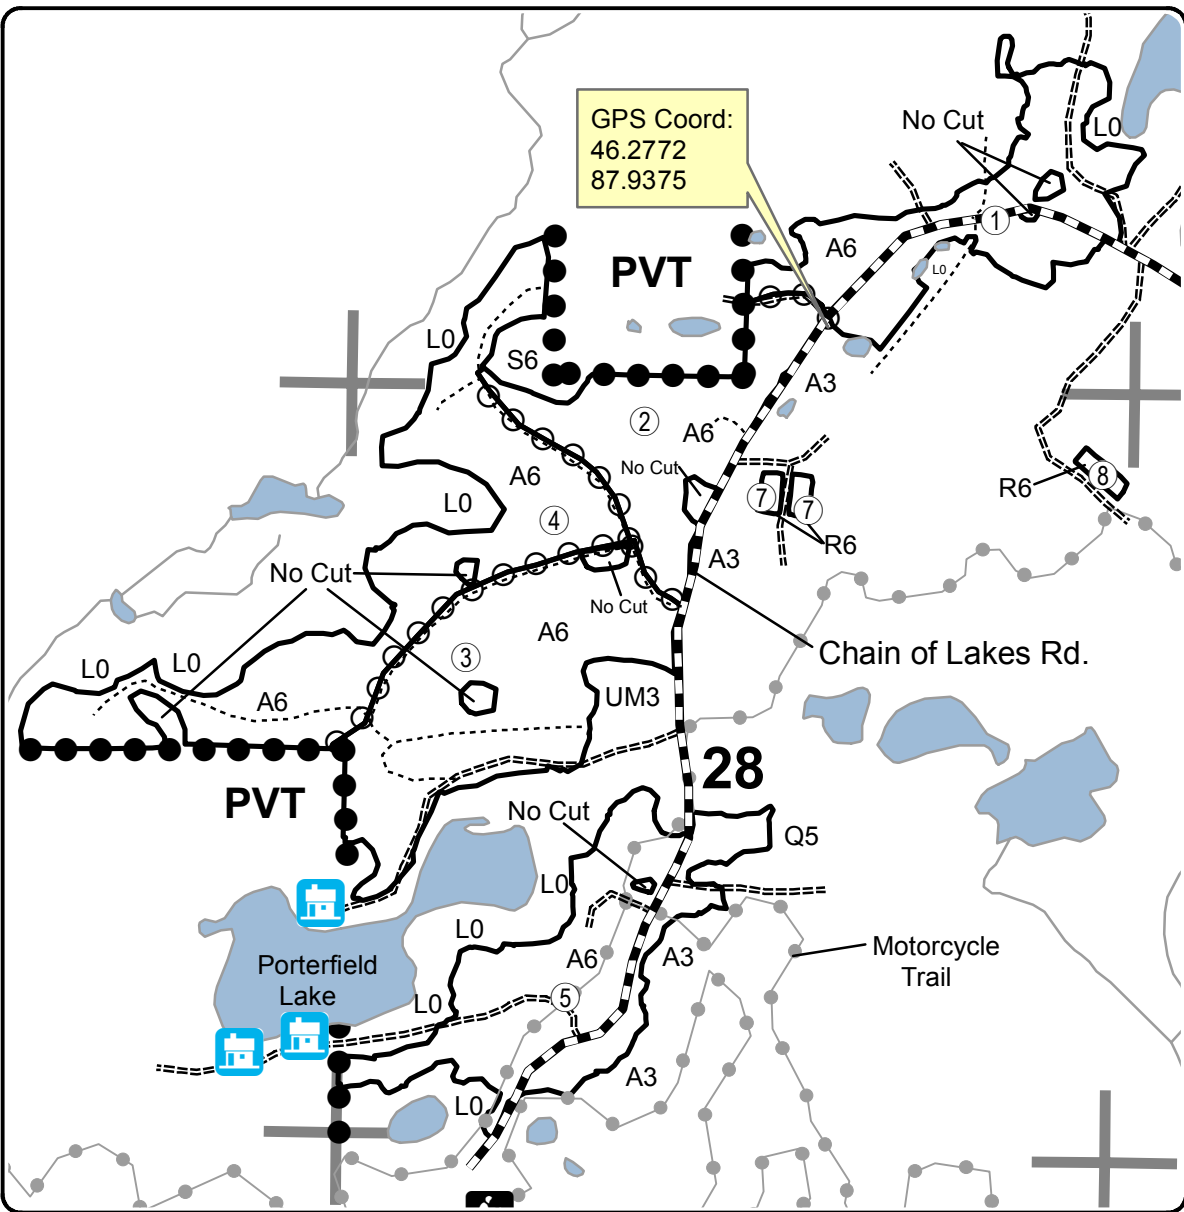 GPS Coord:
46.2772
87.9375
No Cut
L0
1
A6
L0
PVT
L0
S6
A3
2
A6
No Cut
A6
L0
R6
8
7
7
R6
4
A3
No Cut
No Cut
A6
3
Chain of Lakes Rd.
L0
L0
A6
UM3
28
PVT
No Cut
Q5
L0
L0
A6
A3
Motorcycle
Trail
Porterfield
Lake
L0
5
A3
L0